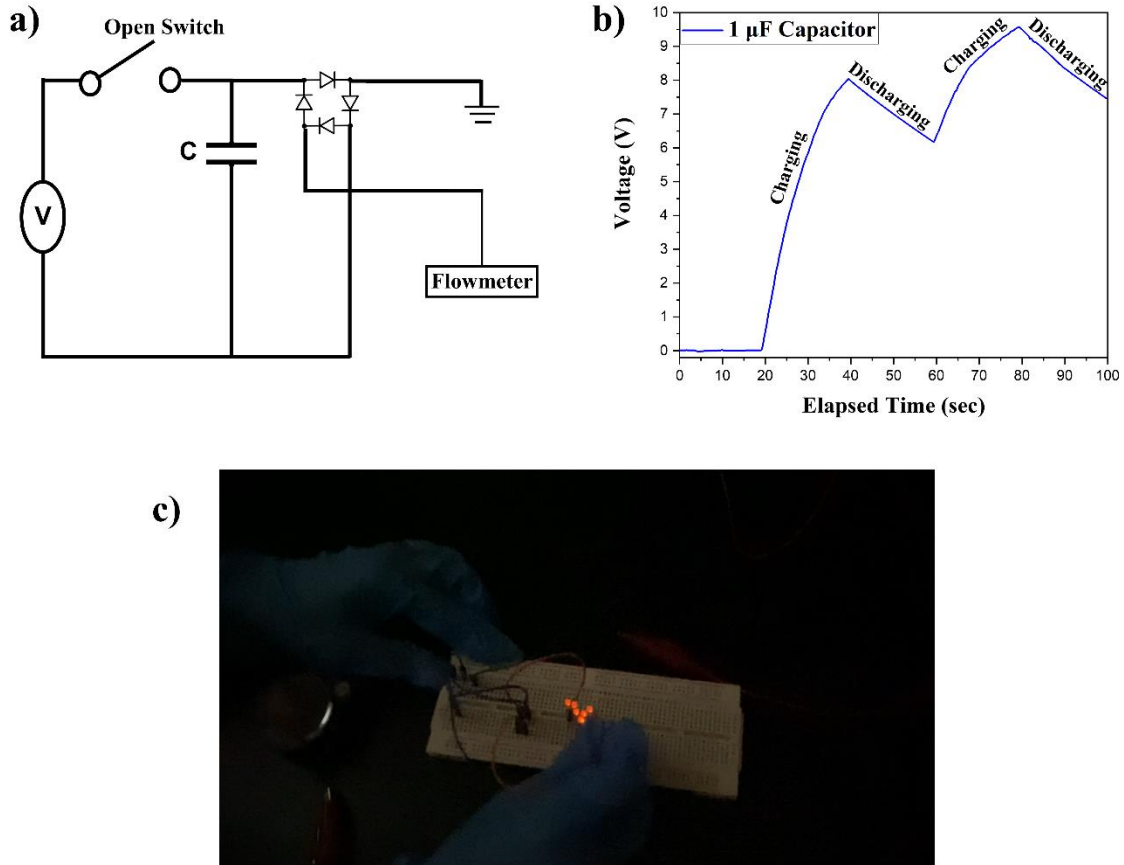 a)
Open Switch
C
V
Flowmeter
b)
1 µF Capacitor
Charging
Discharging
Charging
Discharging
Voltage (V)
10
9
8
7
6
5
4
3
2
1
0
0 10 20 30 40 50 60 70 80 90 100
Elapsed Time (sec)
c)